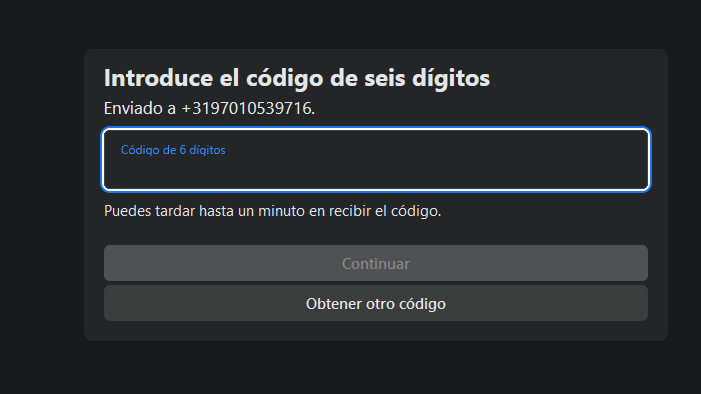 Introduce el código de seis dígitos
Enviado a +3197010539716.
Código de 6 dígitos
Puedes tardar hasta un minuto en recibir el código.
Continuar
Obtener otro código